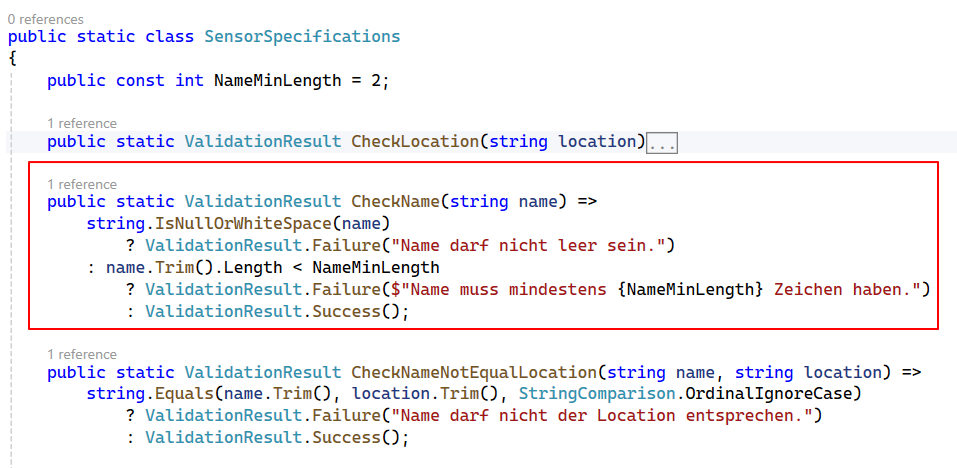 0 references
public static class SensorSpecifications
{
public const int NameMinLength = 2;
1 reference
public static ValidationResult CheckLocation(string location)...
1 reference
public static ValidationResult CheckName(string name) =>
string.IsNullOrWhiteSpace(name)
? ValidationResult.Failure("Name darf nicht leer sein.")
: name.Trim().Length < NameMinLength
? ValidationResult.Failure($"Name muss mindestens {NameMinLength} Zeichen haben.")
: ValidationResult.Success();
1 reference
public static ValidationResult CheckNameNotEqualLocation(string name, string location) =>
string.Equals(name.Trim(), location.Trim(), StringComparison.OrdinalIgnoreCase)
? ValidationResult.Failure("Name darf nicht der Location entsprechen.")
: ValidationResult.Success();